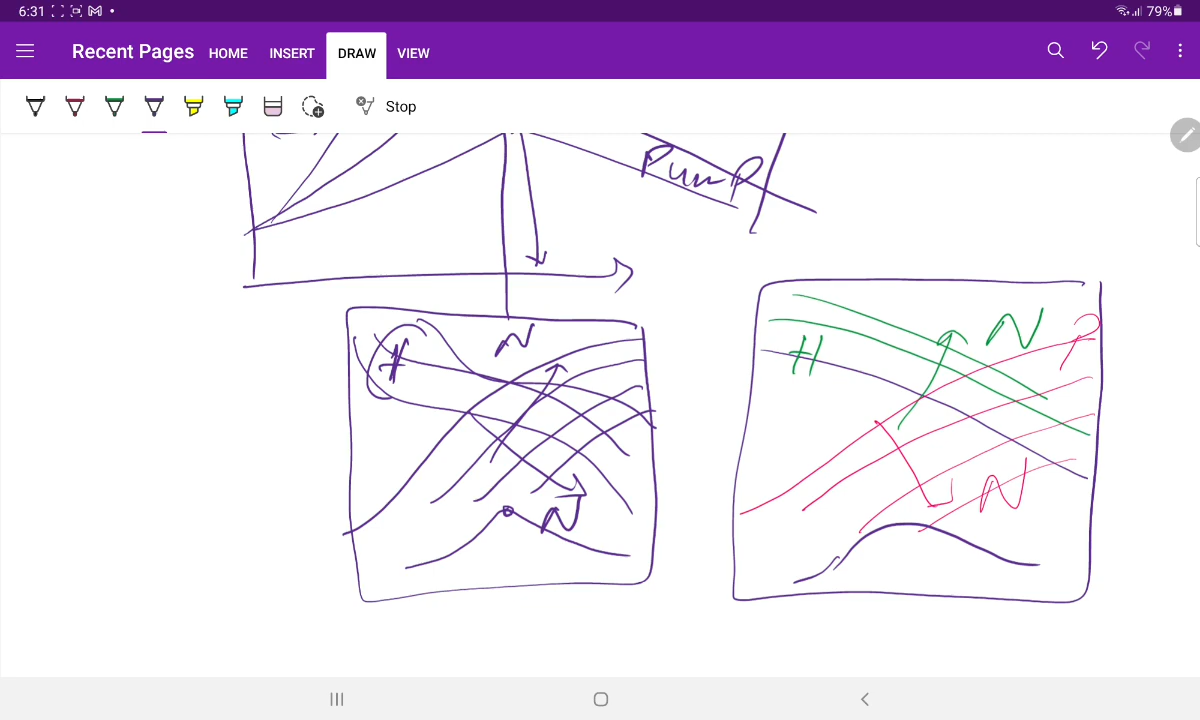 6:31 79%
Recent Pages HOME INSERT DRAW VIEW
Stop
Pump
H N
N
H N P
N